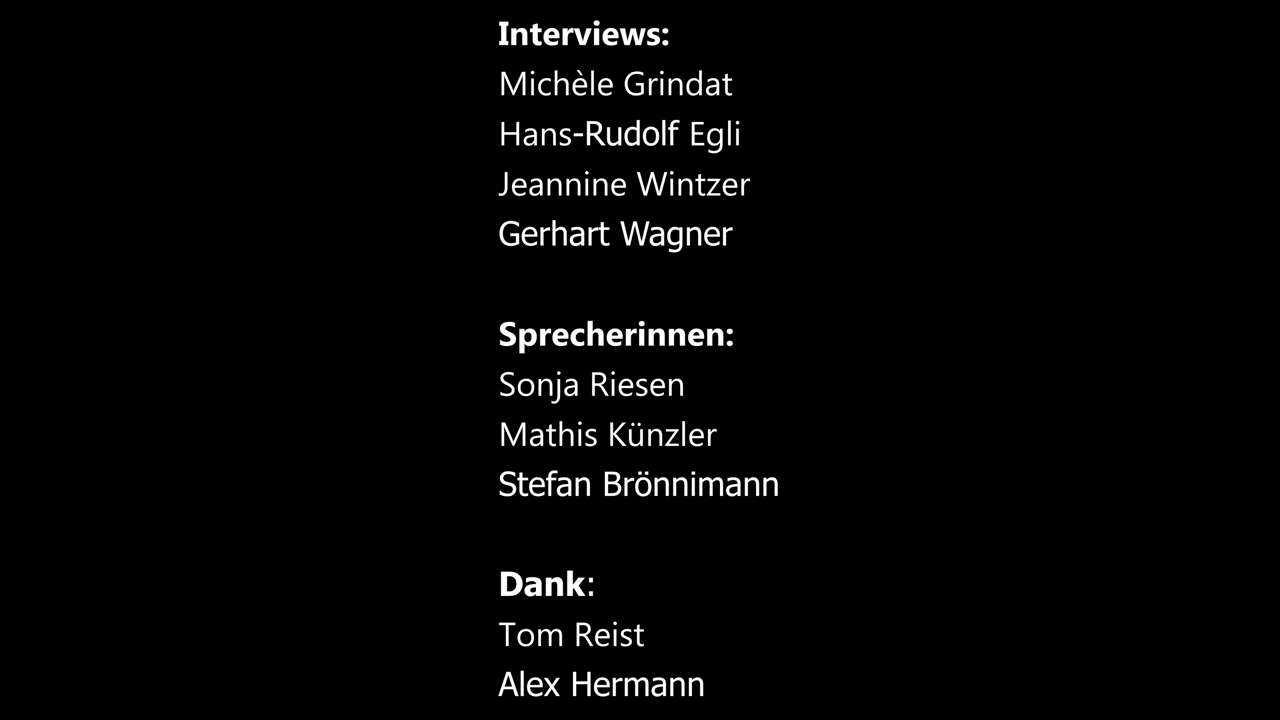 Interviews:
Michèle Grindat
Hans-Rudolf Egli
Jeannine Wintzer
Gerhart Wagner
Sprecherinnen:
Sonja Riesen
Mathis Künzler
Stefan Brönnimann
Dank:
Tom Reist
Alex Hermann